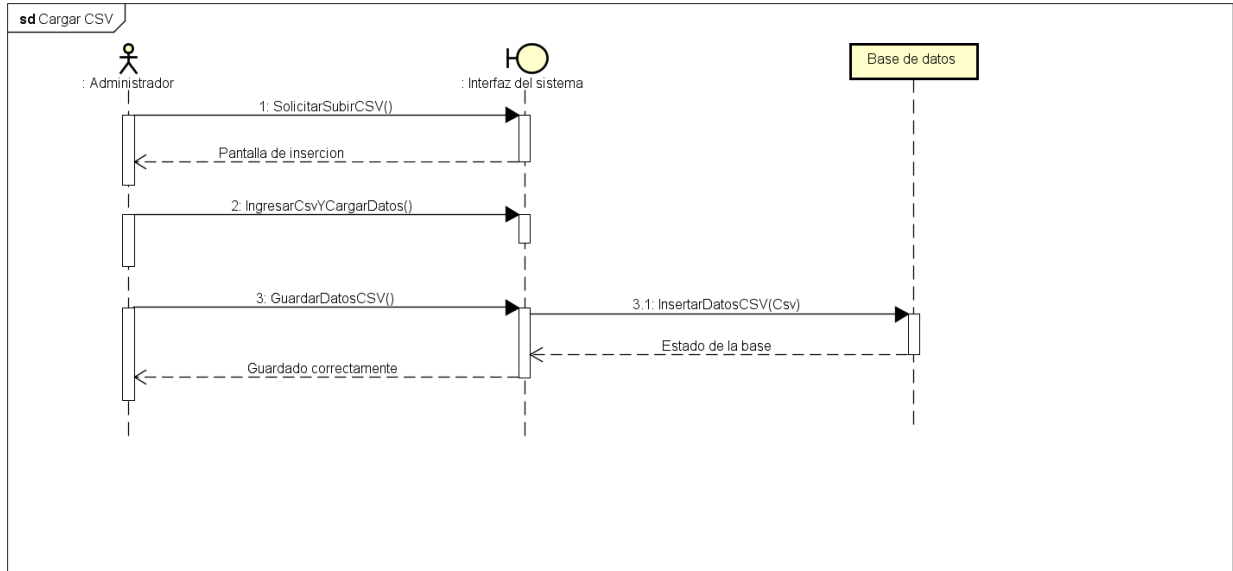 sd Cargar CSV
: Administrador
: Interfaz del sistema
Base de datos
1: SolicitarSubirCSV()
Pantalla de insercion
2: IngresarCsvYCargarDatos()
3: GuardarDatosCSV()
3.1: InsertarDatosCSV(Csv)
Estado de la base
Guardado correctamente